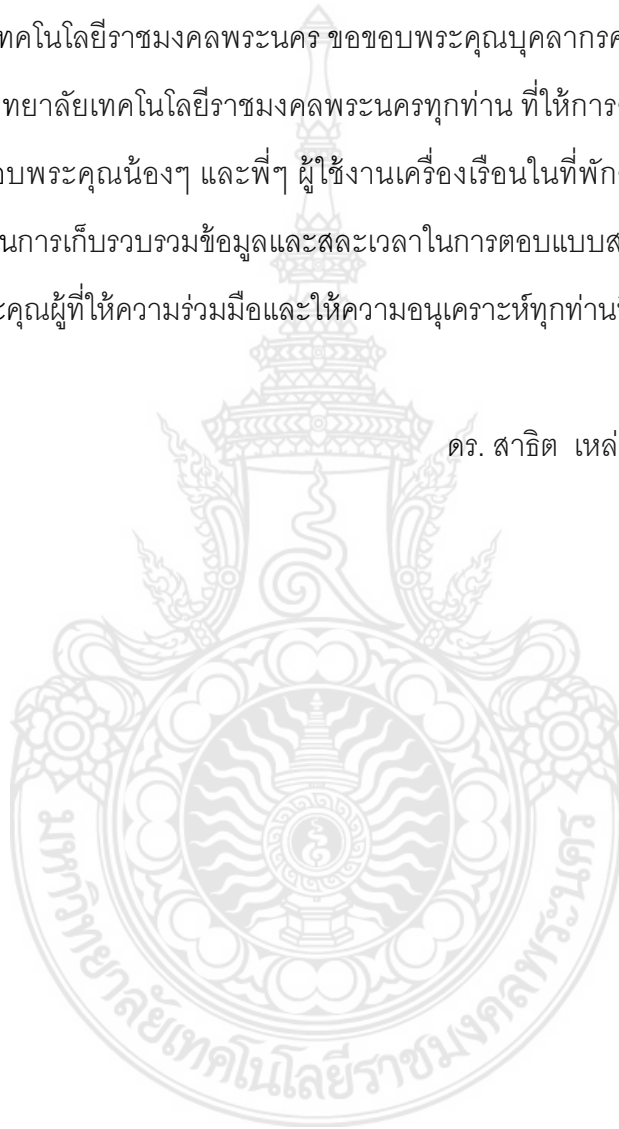 ทคโนโลยีราชมงคลพระนคร ขอขอบพระคุณบุคลากรค
ทยาลัยเทคโนโลยีราชมงคลพระนครทุกท่าน ที่ให้การ
อบพระคุณน้องๆ และพี่ๆ ผู้ใช้งานเครื่องเรือนในที่พัก
นการเก็บรวบรวมข้อมูลและสละเวลาในการตอบแบบส
ะคุณผู้ที่ให้ความร่วมมือและให้ความอนุเคราะห์ทุกท่าน
ดร. สาธิต เหล่
มหาวิทยาลัยเทคโนโลยีราชมงคลพระนคร